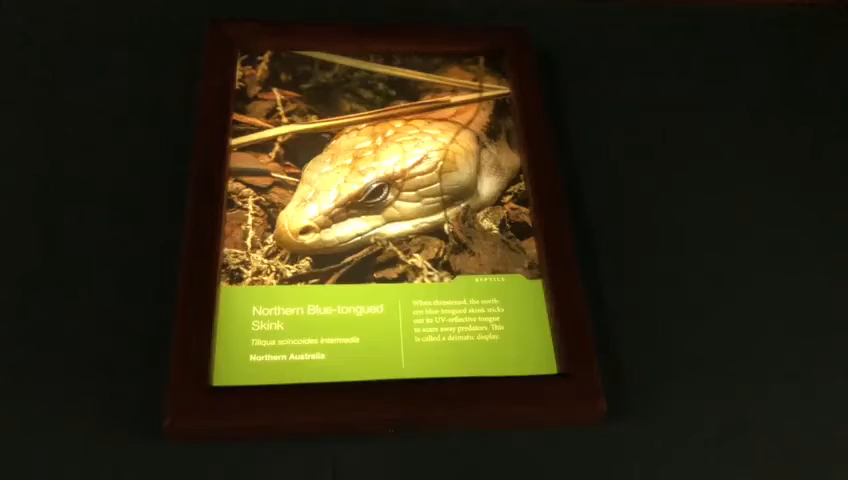 REPTILE
Northern Blue-tongued
Skink
Tiliqua scincoides intermedia
Northern Australia
When threatened, the north-
ern blue-tongued skink sticks
out its UV-reflective tongue
to scare away predators. This
is called a deimatic display.